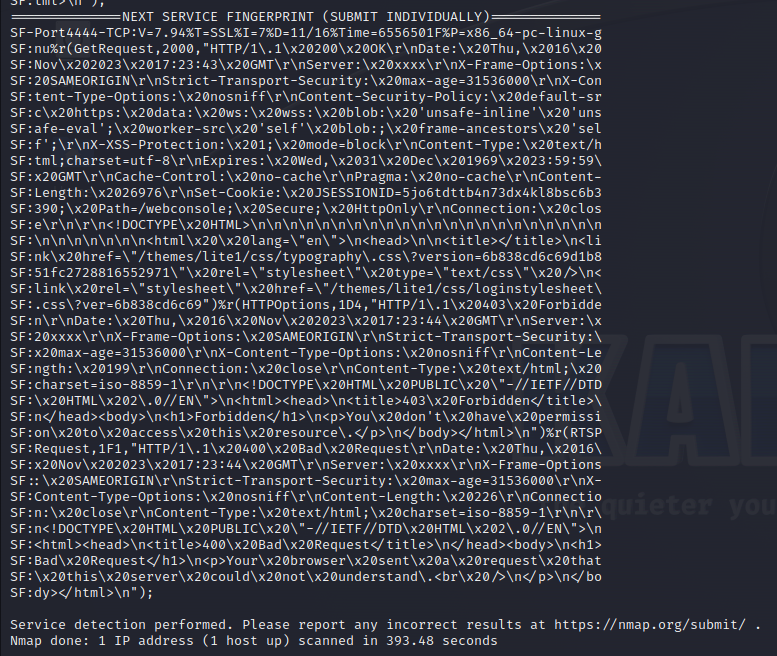 SF:tml>\n");
==============NEXT SERVICE FINGERPRINT (SUBMIT INDIVIDUALLY)==============
SF-Port4444-TCP:V=7.94%T=SSL%I=7%D=11/16%Time=6556501F%P=x86_64-pc-linux-g
SF:nu%r(GetRequest,2000,"HTTP/1\.1\x20200\x20OK\r\nDate:\x20Thu,\x2016\x20
SF:Nov\x202023\x2017:23:43\x20GMT\r\nServer:\x20xxxx\r\nX-Frame-Options:\x
SF:20SAMEORIGIN\r\nStrict-Transport-Security:\x20max-age=31536000\r\nX-Con
SF:tent-Type-Options:\x20nosniff\r\nContent-Security-Policy:\x20default-sr
SF:c\x20https:\x20data:\x20ws:\x20wss:\x20blob:\x20'unsafe-inline'\x20'uns
SF:afe-eval';\x20worker-src\x20'self'\x20blob:;\x20frame-ancestors\x20'sel
SF:f';\r\nX-XSS-Protection:\x201;\x20mode=block\r\nContent-Type:\x20text/h
SF:tml;charset=utf-8\r\nExpires:\x20Wed,\x2031\x20Dec\x201969\x2023:59:59\
SF:x20GMT\r\nCache-Control:\x20no-cache\r\nPragma:\x20no-cache\r\nContent-
SF:Length:\x2026976\r\nSet-Cookie:\x20JSESSIONID=5jo6tdttb4n73dx4kl8bsc6b3
SF:390;\x20Path=/webconsole;\x20Secure;\x20HttpOnly\r\nConnection:\x20clos
SF:e\r\n\r\n<!DOCTYPE\x20HTML>\n\n\n\n\n\n\n\n\n\n\n\n\n\n\n\n\n\n\n\n\n\n
SF:\n\n\n\n\n\n\n<html\x20\x20lang=\"en\">\n<head>\n\n<title></title>\n<li
SF:nk\x20href=\"/themes/lite1/css/typography\.css\?version=6b838cd6c69d1b8
SF:51fc2728816552971\"\x20rel=\"stylesheet\"\x20type=\"text/css\"\x20/>\n<
SF:link\x20rel=\"stylesheet\"\x20href=\"/themes/lite1/css/loginstylesheet\
SF:.css\?ver=6b838cd6c69")%r(HTTPOptions,1D4,"HTTP/1\.1\x20403\x20Forbidde
SF:n\r\nDate:\x20Thu,\x2016\x20Nov\x202023\x2017:23:44\x20GMT\r\nServer:\x
SF:20xxxx\r\nX-Frame-Options:\x20SAMEORIGIN\r\nStrict-Transport-Security:\
SF:x20max-age=31536000\r\nX-Content-Type-Options:\x20nosniff\r\nContent-Le
SF:ngth:\x20199\r\nConnection:\x20close\r\nContent-Type:\x20text/html;\x20
SF:charset=iso-8859-1\r\n\r\n<!DOCTYPE\x20HTML\x20PUBLIC\x20\"-//IETF//DTD
SF:\x20HTML\x202\.0//EN\">\n<html><head>\n<title>403\x20Forbidden</title>\
SF:n</head><body>\n<h1>Forbidden</h1>\n<p>You\x20don't\x20have\x20permissi
SF:on\x20to\x20access\x20this\x20resource\.</p>\n</body></html>\n")%r(RTSP
SF:Request,1F1,"HTTP/1\.1\x20400\x20Bad\x20Request\r\nDate:\x20Thu,\x2016\
SF:x20Nov\x202023\x2017:23:44\x20GMT\r\nServer:\x20xxxx\r\nX-Frame-Options
SF::\x20SAMEORIGIN\r\nStrict-Transport-Security:\x20max-age=31536000\r\nX-
SF:Content-Type-Options:\x20nosniff\r\nContent-Length:\x20226\r\nConnectio
SF:n:\x20close\r\nContent-Type:\x20text/html;\x20charset=iso-8859-1\r\n\r\
SF:n<!DOCTYPE\x20HTML\x20PUBLIC\x20\"-//IETF//DTD\x20HTML\x202\.0//EN\">\n
SF:<html><head>\n<title>400\x20Bad\x20Request</title>\n</head><body>\n<h1>
SF:Bad\x20Request</h1>\n<p>Your\x20browser\x20sent\x20a\x20request\x20that
SF:\x20this\x20server\x20could\x20not\x20understand\.<br\x20/>\n</p>\n</bo
SF:dy></html>\n");
quieter you
Service detection performed. Please report any incorrect results at https://nmap.org/submit/ .
Nmap done: 1 IP address (1 host up) scanned in 393.48 seconds